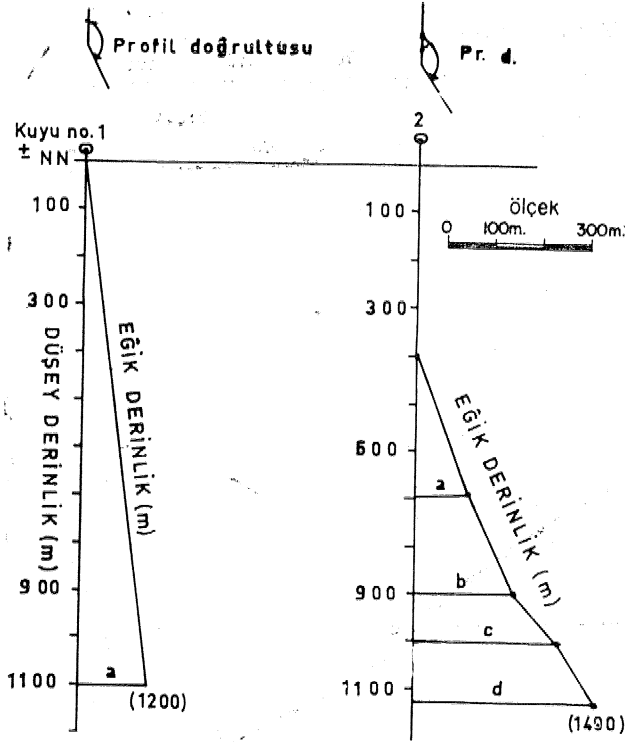 Profil doğrultusu
Pr. d.
Kuyu no. 1
2
± NN
100
300
900
1100
DÜŞEY DERİNLİK (m)
EĞİK DERİNLİK (m)
a
(1200)
ölçek
0 100m. 300m.
100
300
600
900
1100
EĞİK DERİNLİK (m)
a
b
c
d
(1490)